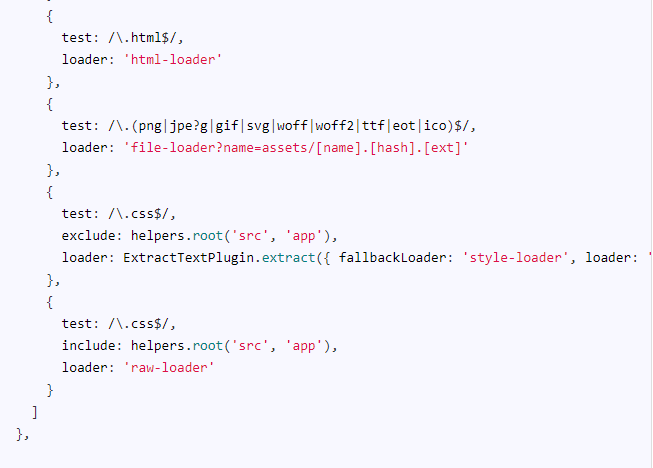 {
test: /\.html$/,
loader: 'html-loader'
},
{
test: /\.(png|jpe?g|gif|svg|woff|woff2|ttf|eot|ico)$/,
loader: 'file-loader?name=assets/[name].[hash].[ext]'
},
{
test: /\.css$/,
exclude: helpers.root('src', 'app'),
loader: ExtractTextPlugin.extract({ fallbackLoader: 'style-loader', loader: '
},
{
test: /\.css$/,
include: helpers.root('src', 'app'),
loader: 'raw-loader'
}
]
},